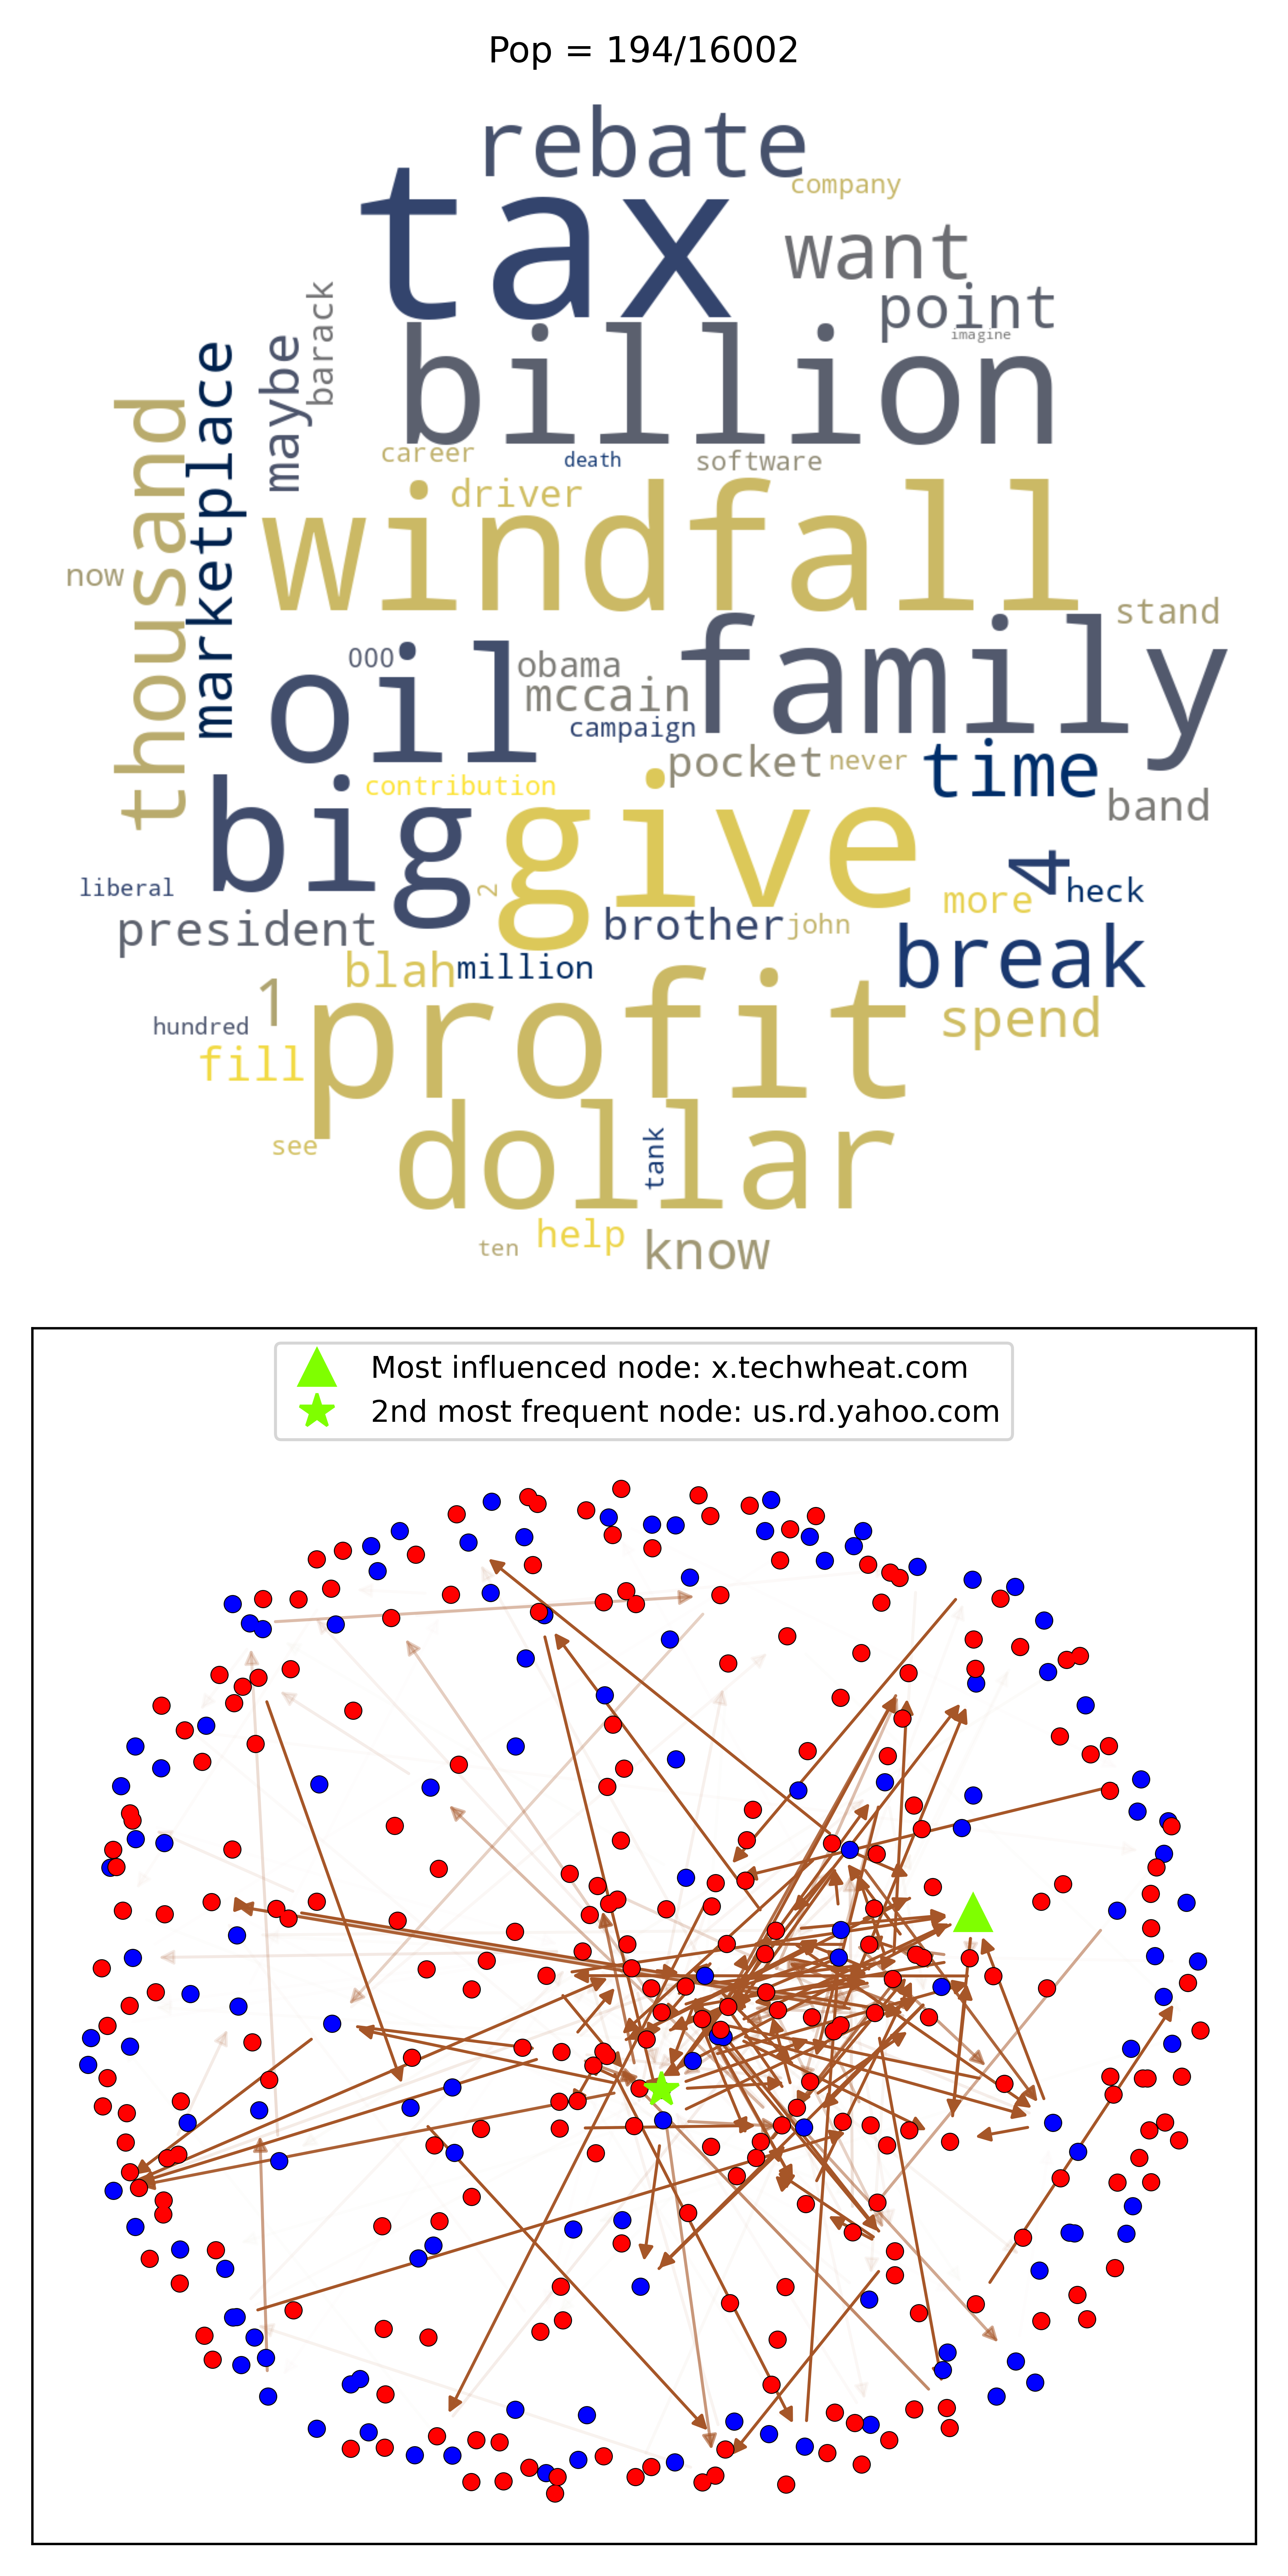 Pop = 194/16002
rebate
tax
company
want
point
imagine
barack
maybe
billion
marketplace
thousand
career
death
software
driver
windfall
now
stand
family
000
oil
obama
mccain
campaign
pocket
never
time
band
contribution
big
give
2
4
heck
liberal
more
president
brother
john
break
blah
million
1
hundred
profit
spend
fill
see
dollar
tank
ten
help
know
Most influenced node: x.techwheat.com
2nd most frequent node: us.rd.yahoo.com